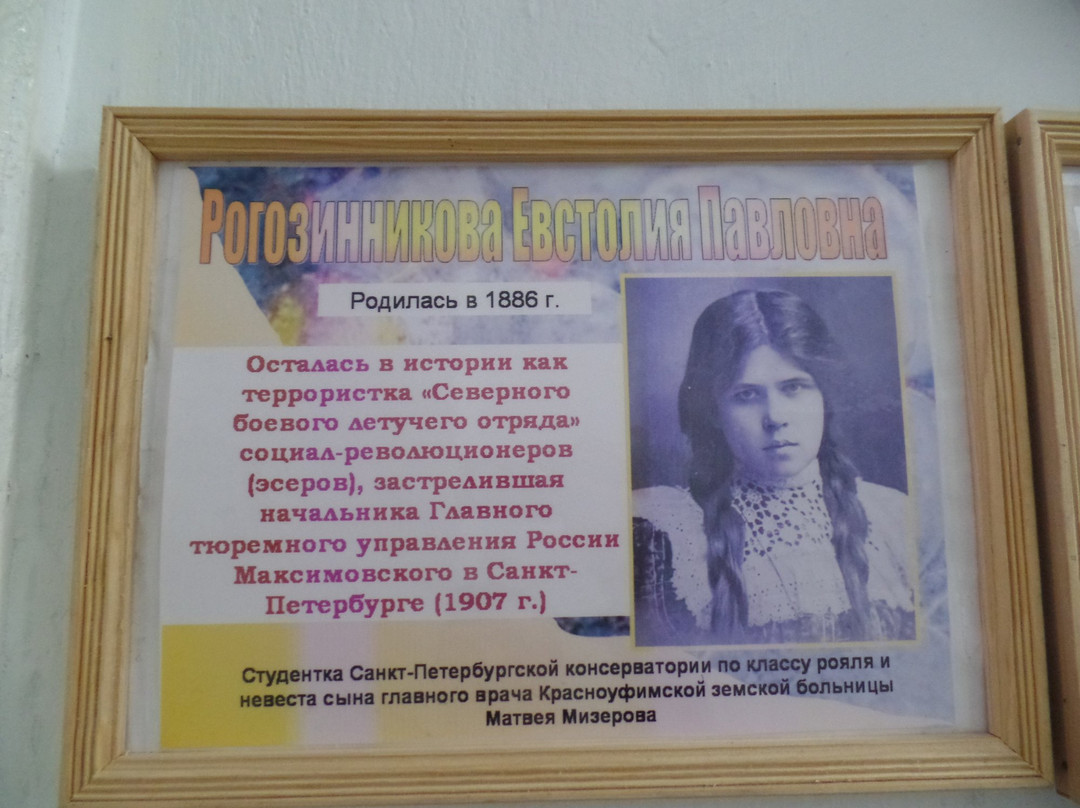 Рогозинникова Евстолия Павловна
Родилась в 1886 г.
Осталась в истории как
террористка «Северного
боевого летучего отряда»
социал-революционеров
(эсеров), застрелившая
начальника Главного
тюремного управления России
Максимовского в Санкт-
Петербурге (1907 г.)
Студентка Санкт-Петербургской консерватории по классу рояля и
невеста сына главного врача Красноуфимской земской больницы
Матвея Мизерова